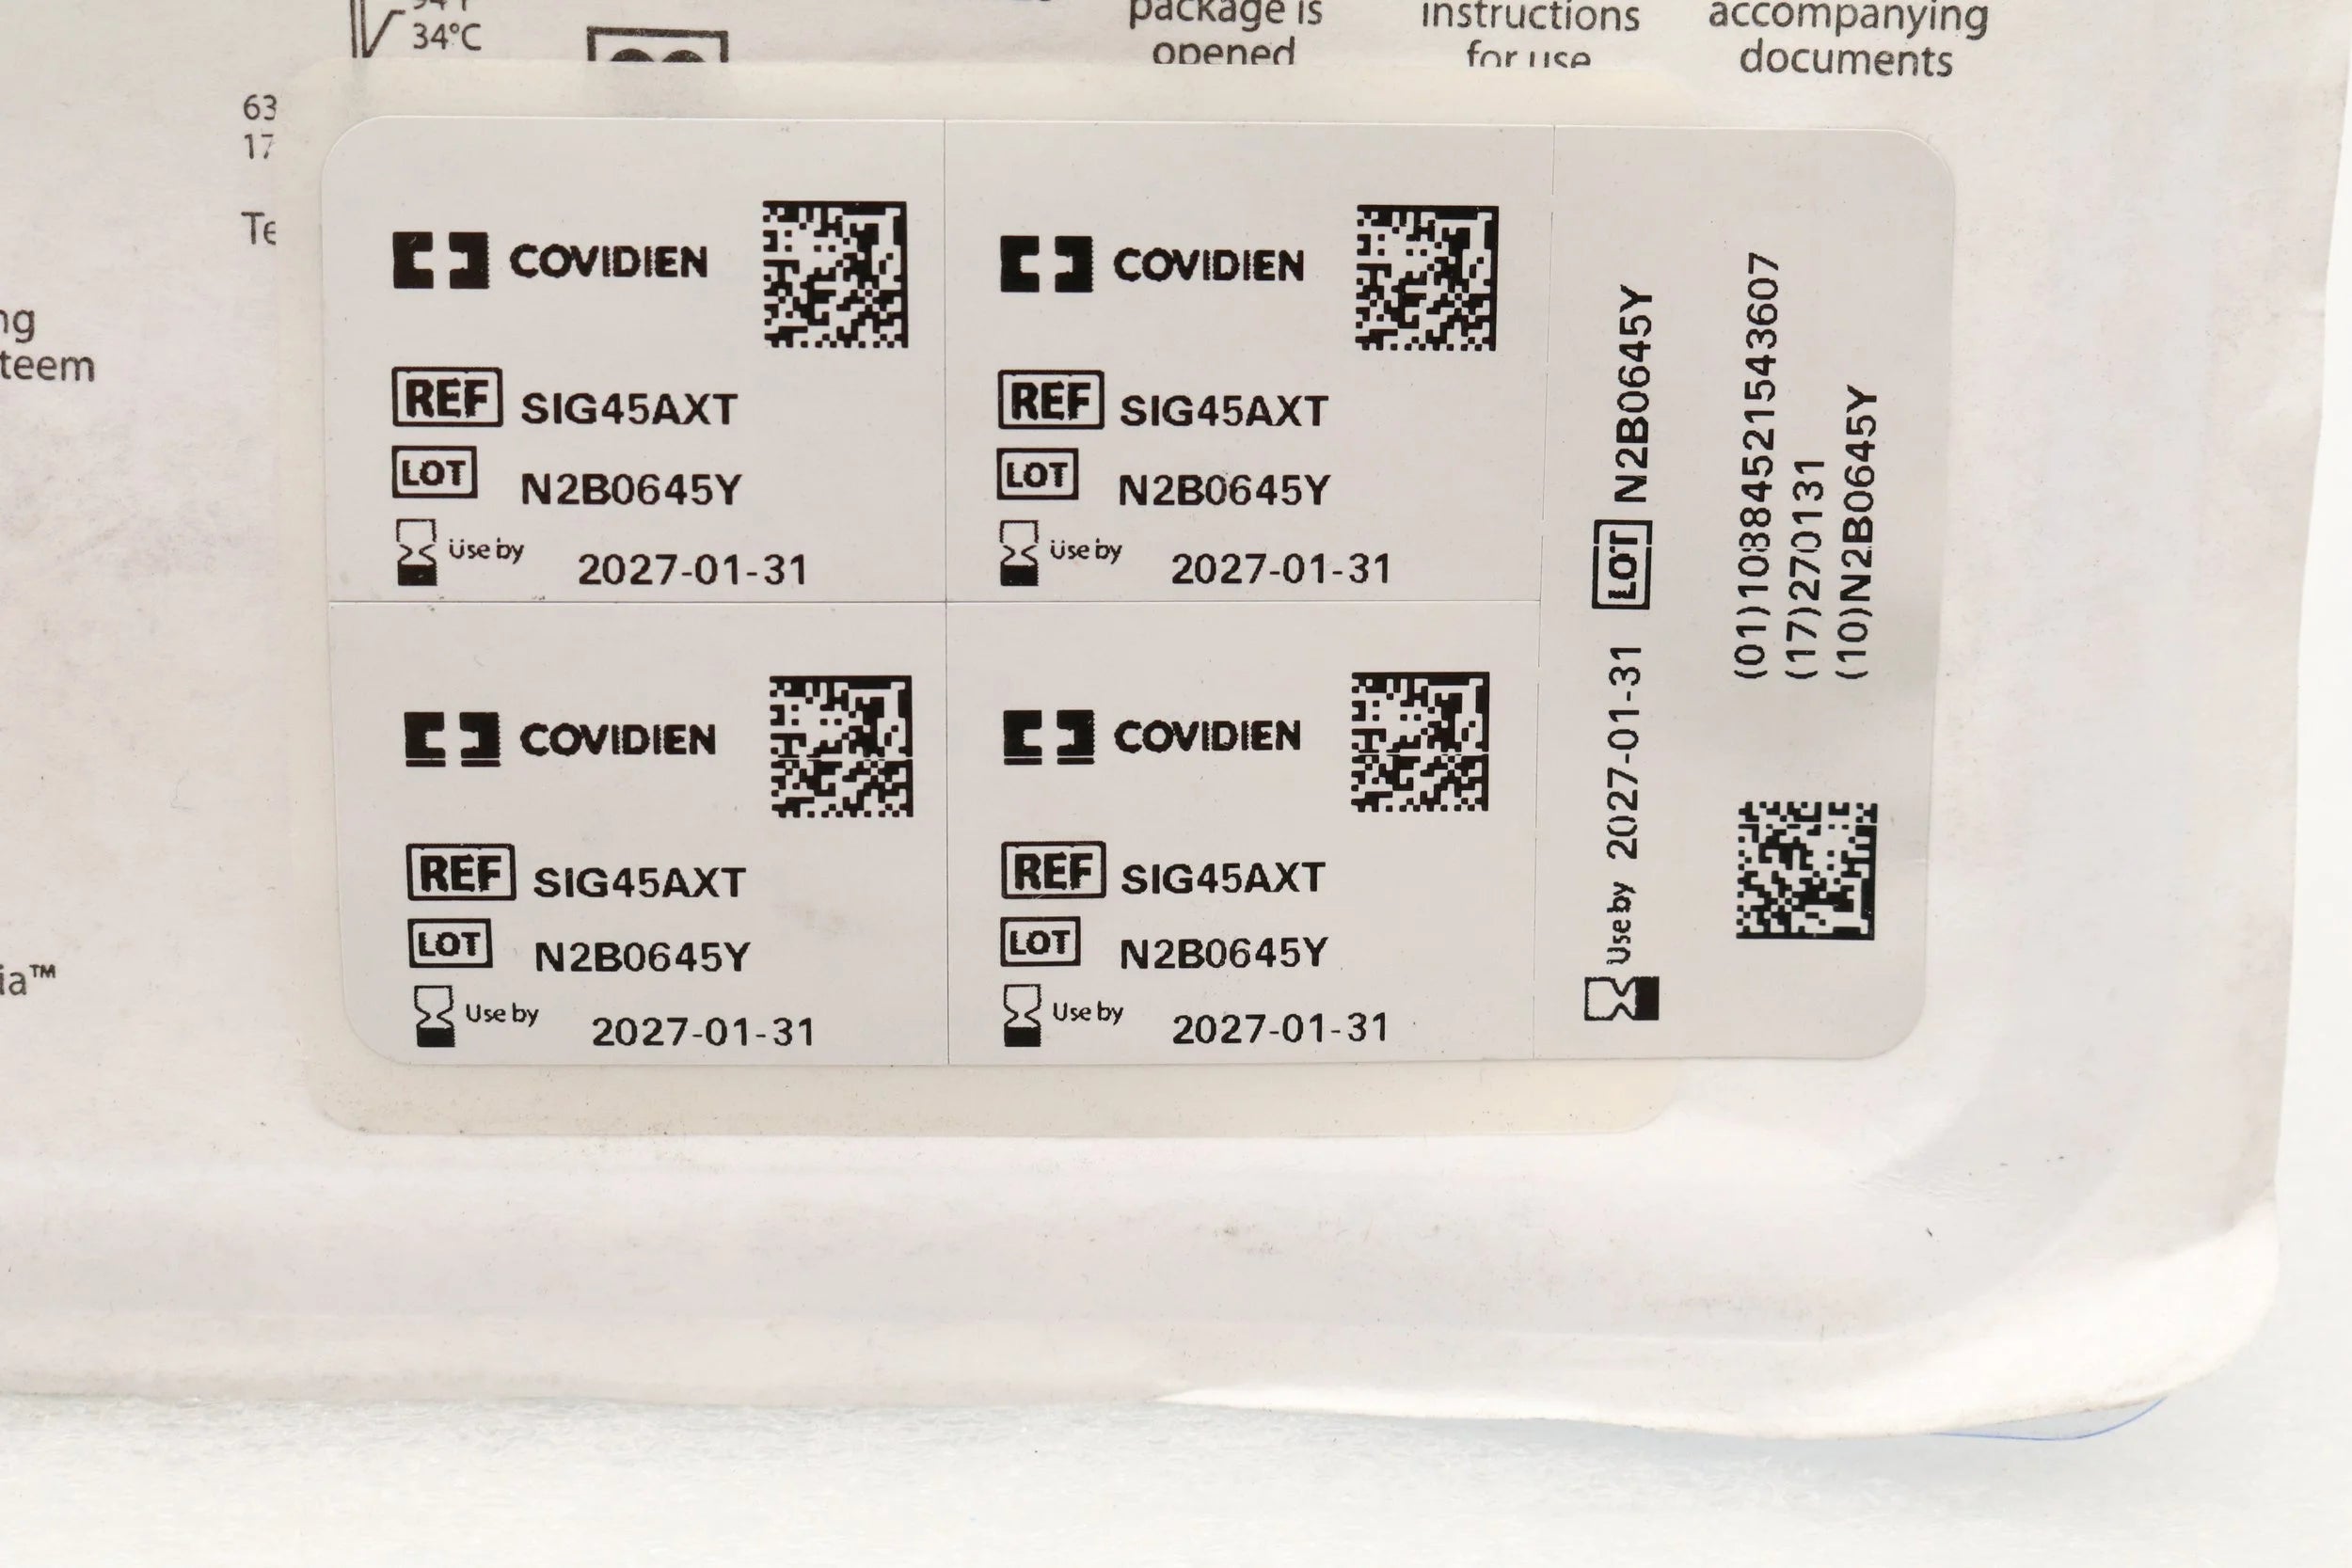 34°C
package is
opened
instructions
for use
accompanying
documents
63
17
ng
teem
ia™
COVIDIEN
REF SIG45AXT
LOT N2B0645Y
Use by 2027-01-31
COVIDIEN
REF SIG45AXT
LOT N2B0645Y
Use by 2027-01-31
COVIDIEN
REF SIG45AXT
LOT N2B0645Y
Use by 2027-01-31
COVIDIEN
REF SIG45AXT
LOT N2B0645Y
Use by 2027-01-31
Use by 2027-01-31 LOT N2B0645Y
(01)10884521543607
(17)270131
(10)N2B0645Y